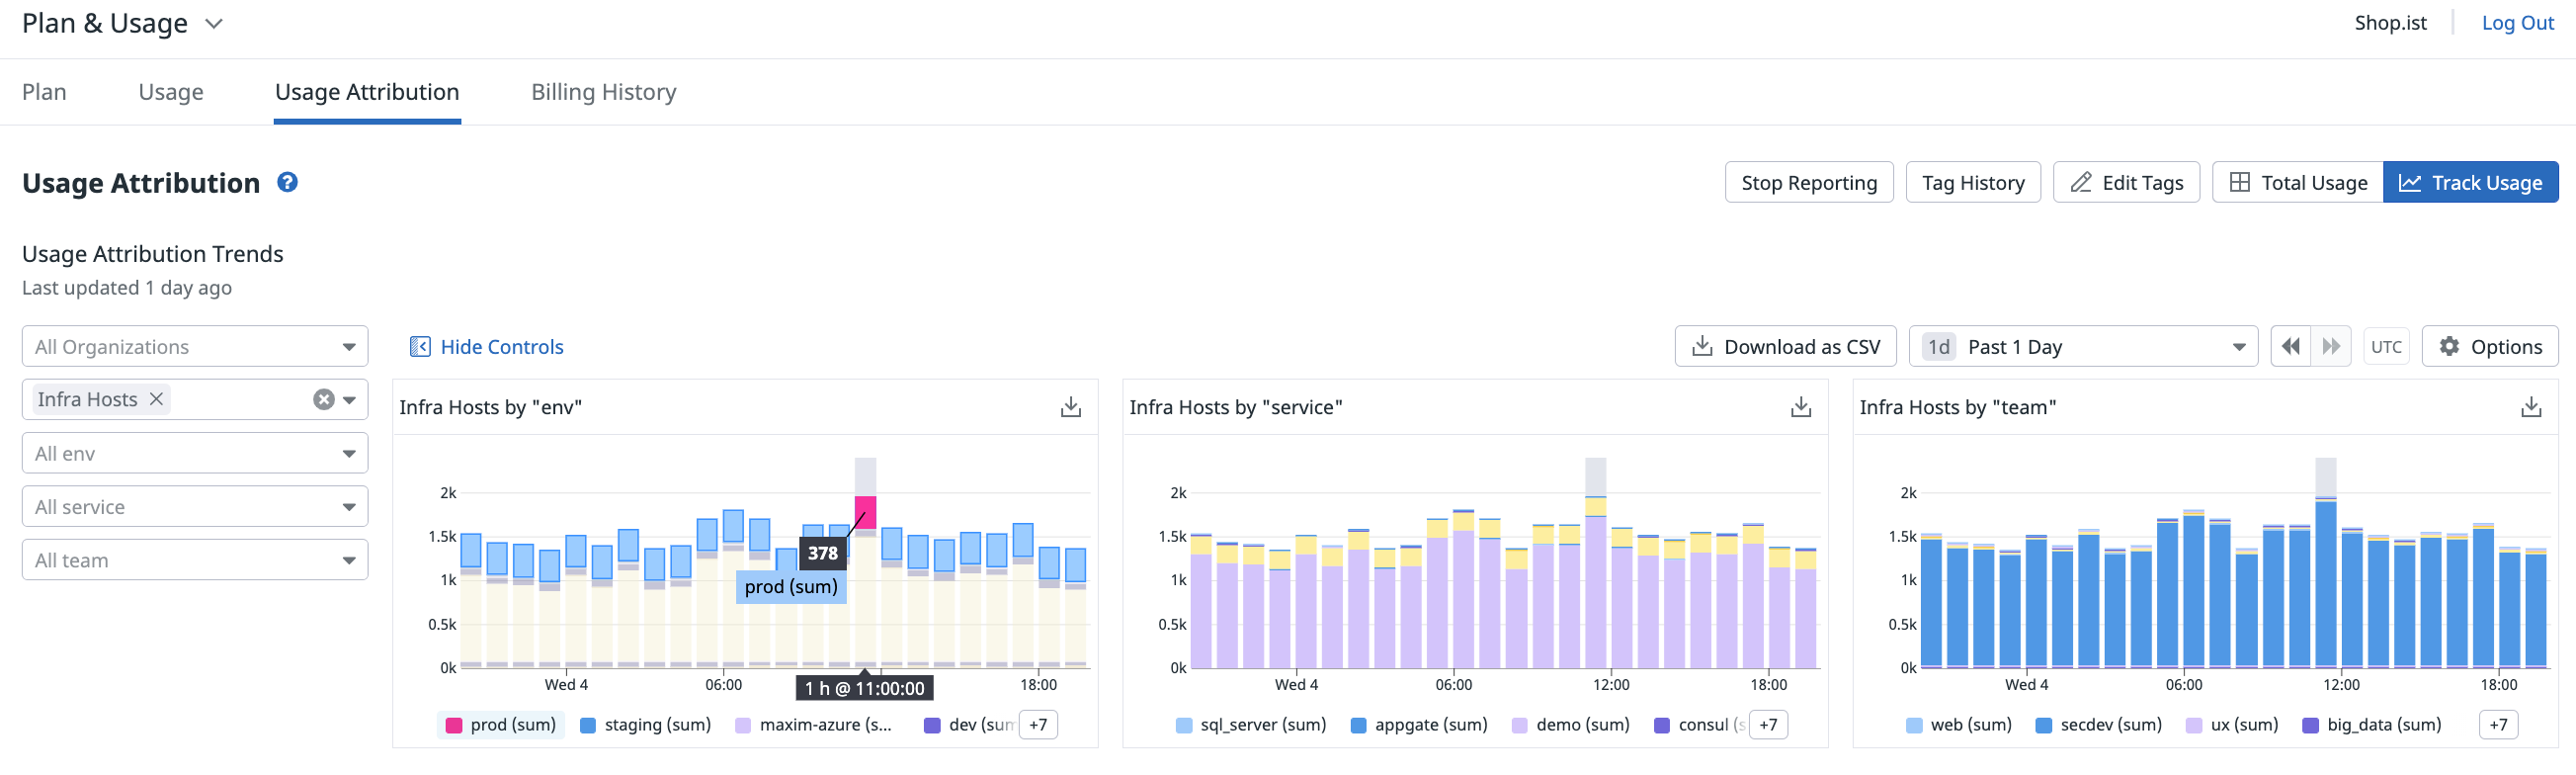 Plan & Usage
Shop.ist
Log Out
Plan
Usage
Usage Attribution
Billing History
Usage Attribution
?
Stop Reporting
Tag History
Edit Tags
Total Usage
Track Usage
Usage Attribution Trends
Last updated 1 day ago
All Organizations
Infra Hosts
All env
All service
All team
Hide Controls
Download as CSV
1d Past 1 Day
UTC
Options
Infra Hosts by "env"
2k
1.5k
1k
0.5k
0k
378
prod (sum)
Wed 4
06:00
1 h @ 11:00:00
18:00
prod (sum)
staging (sum)
maxim-azure (s...
dev (sum
+7
Infra Hosts by "service"
2k
1.5k
1k
0.5k
0k
Wed 4
06:00
12:00
18:00
sql_server (sum)
appgate (sum)
demo (sum)
consul (s
+7
Infra Hosts by "team"
2k
1.5k
1k
0.5k
0k
Wed 4
06:00
12:00
18:00
web (sum)
secdev (sum)
ux (sum)
big_data (sum)
+7